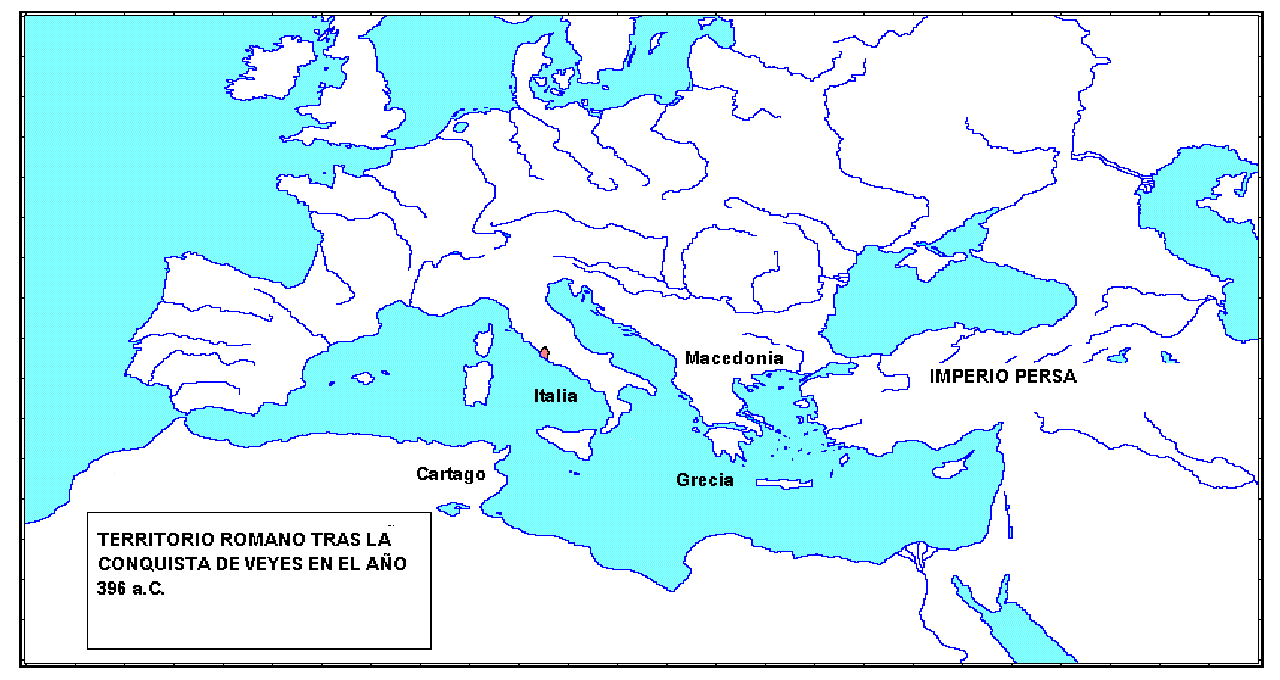 Macedonia
IMPERIO PERSA
Italia
Cartago
Grecia
TERRITORIO ROMANO TRAS LA
CONQUISTA DE VEYES EN EL AÑO
396 a.C.